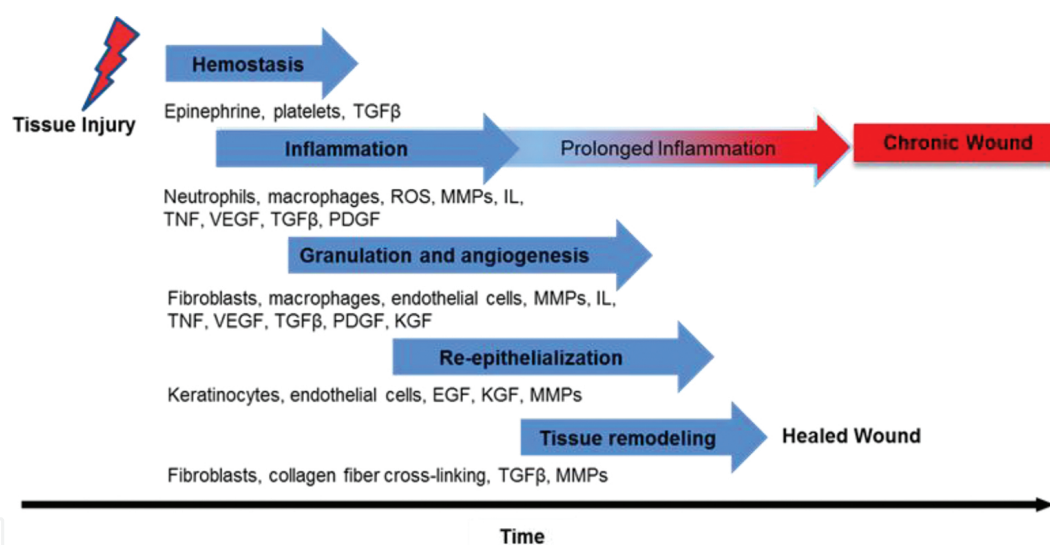 Hemostasis
Tissue Injury
Epinephrine, platelets, TGFβ
Inflammation
Prolonged Inflammation
Chronic Wound
Neutrophils, macrophages, ROS, MMPs, IL,
TNF, VEGF, TGFβ, PDGF
Granulation and angiogenesis
Fibroblasts, macrophages, endothelial cells, MMPs, IL,
TNF, VEGF, TGFβ, PDGF, KGF
Re-epithelialization
Keratinocytes, endothelial cells, EGF, KGF, MMPs
Tissue remodeling
Healed Wound
Fibroblasts, collagen fiber cross-linking, TGFβ, MMPs
Time